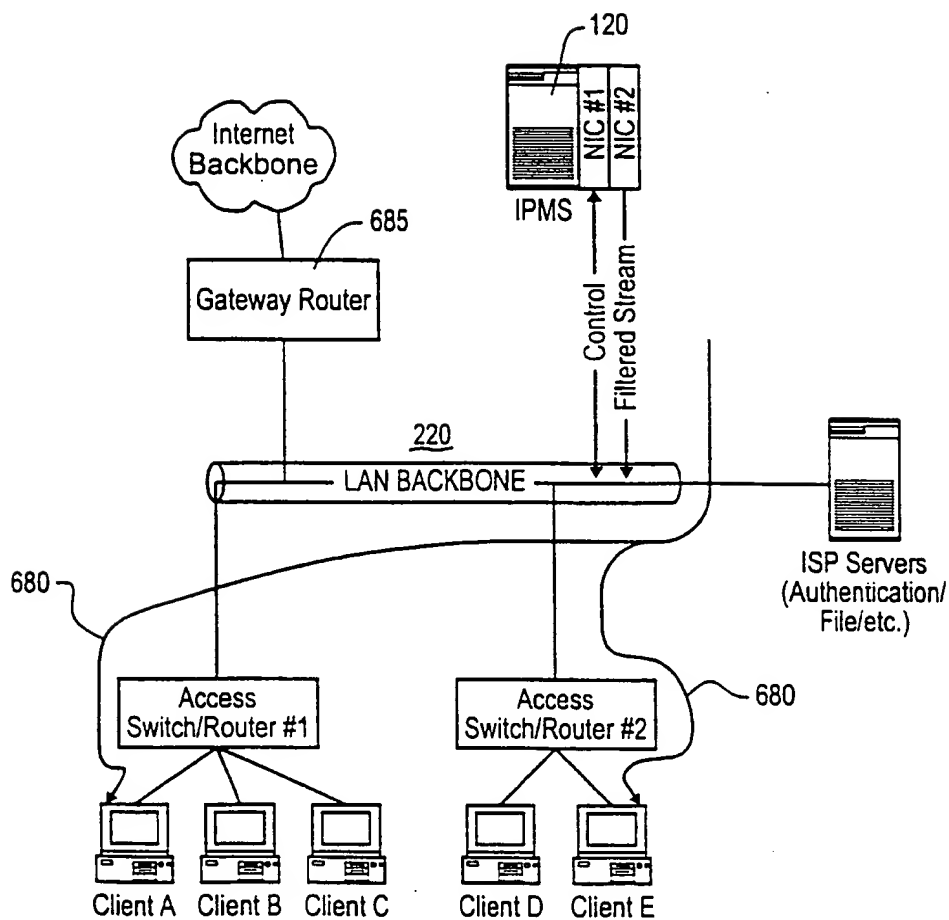 120
Internet
Backbone
NIC #1
NIC #2
IPMS
685
Gateway Router
Control
Filtered Stream
220
LAN BACKBONE
ISP Servers
(Authentication/
File/etc.)
680
Access
Switch/Router #1
Access
Switch/Router #2
680
Client A
Client B
Client C
Client D
Client E